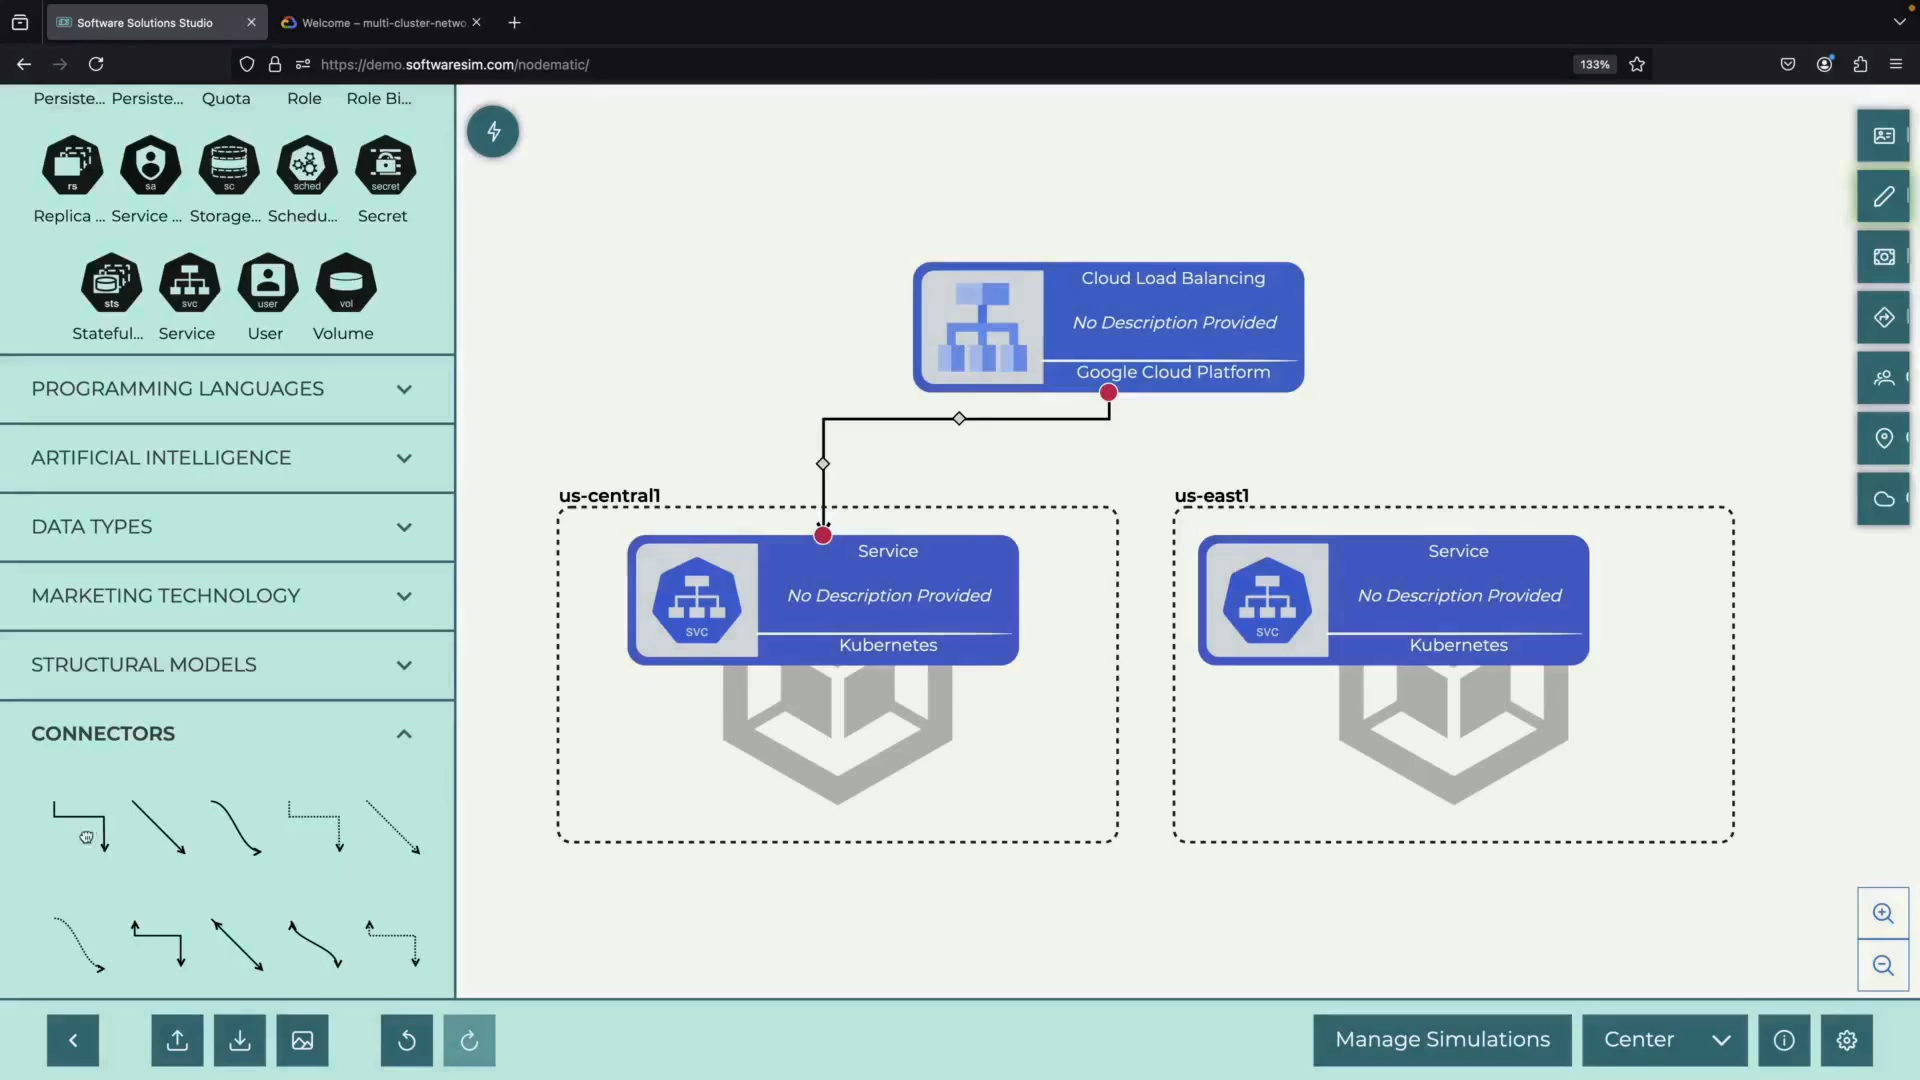 Software Solutions Studio
Welcome – multi-cluster-netwo
https://demo.softwaresim.com/nodematic/
133%
Persiste... Persiste... Quota Role Role Bi...
rs sa sc sched secret
Replica ... Service ... Storage... Schedu... Secret
sts svc user vol
Stateful... Service User Volume
PROGRAMMING LANGUAGES
ARTIFICIAL INTELLIGENCE
DATA TYPES
MARKETING TECHNOLOGY
STRUCTURAL MODELS
CONNECTORS
Cloud Load Balancing
No Description Provided
Google Cloud Platform
us-central1
Service
No Description Provided
svc
Kubernetes
us-east1
Service
No Description Provided
svc
Kubernetes
Manage Simulations
Center